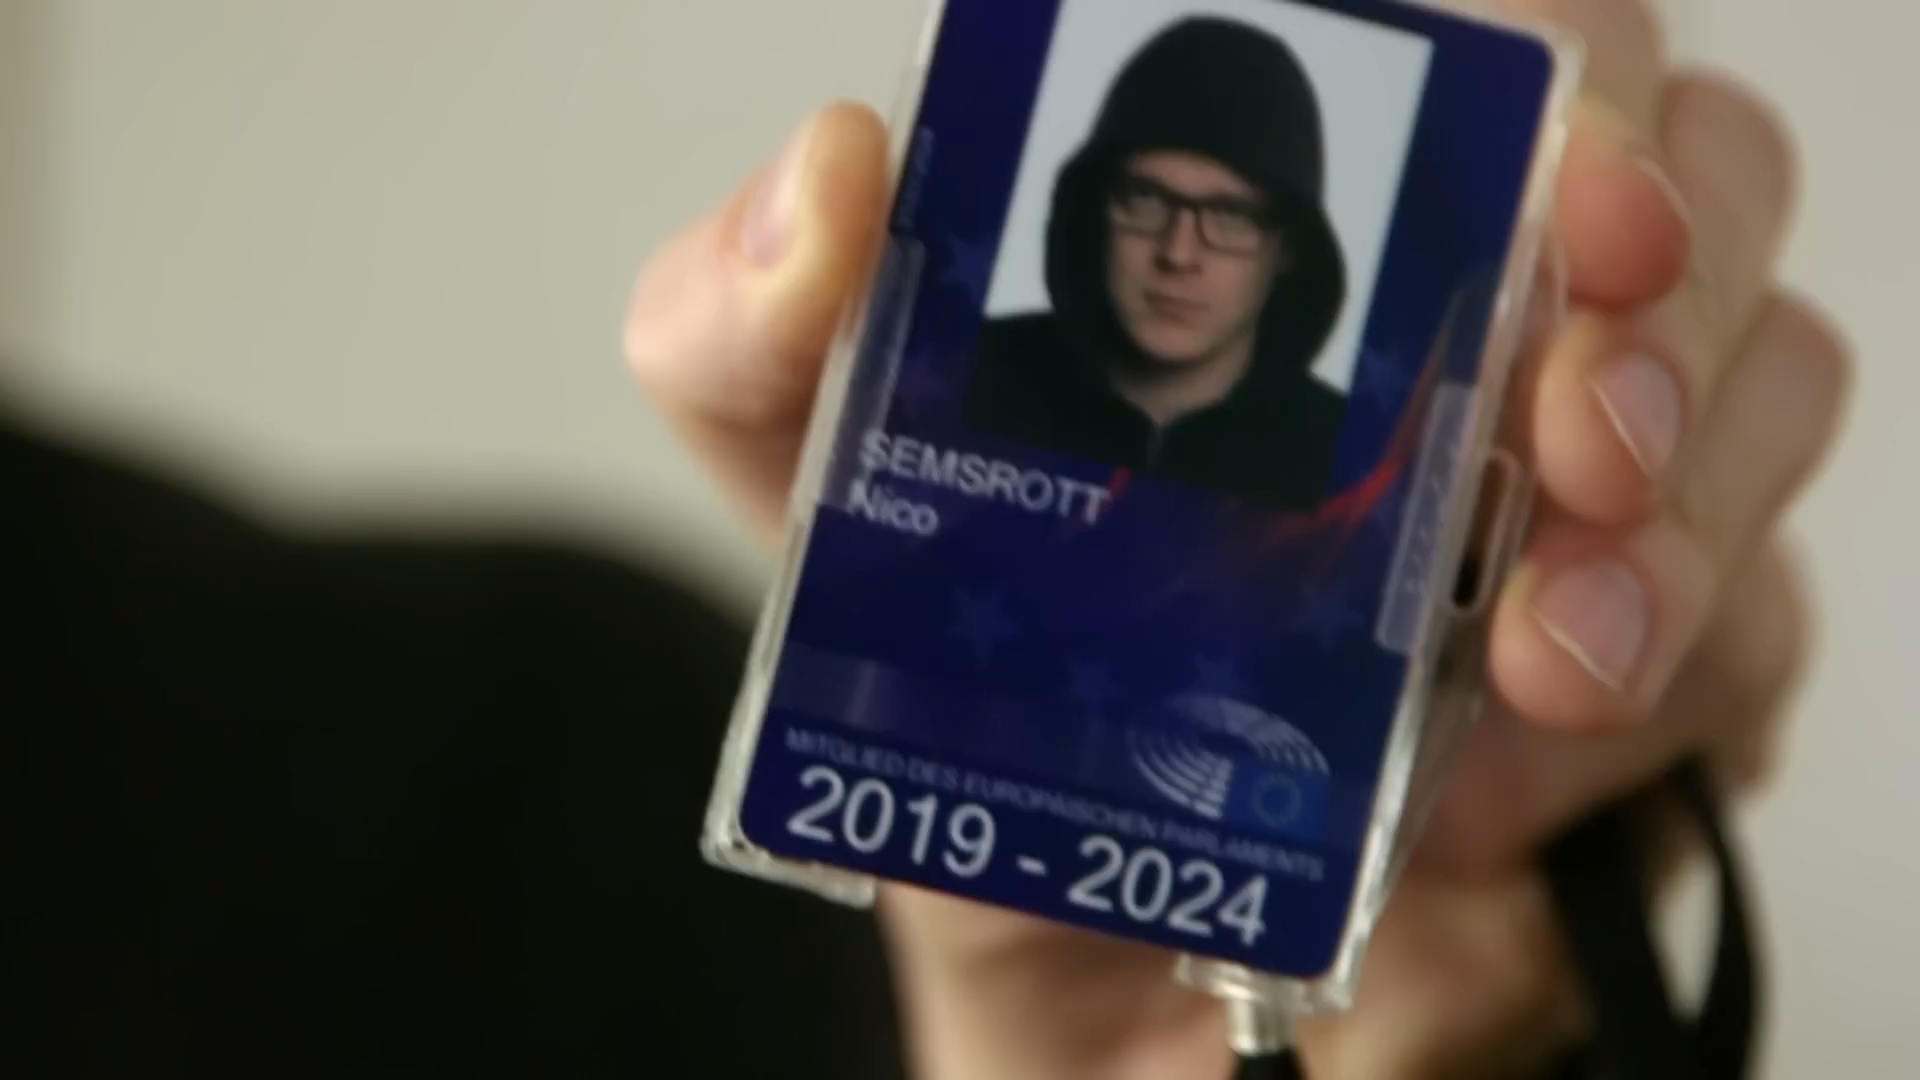 SEMSROTT
Nico
MITGLIED DES EUROPÄISCHEN PARLAMENTS
2019 - 2024